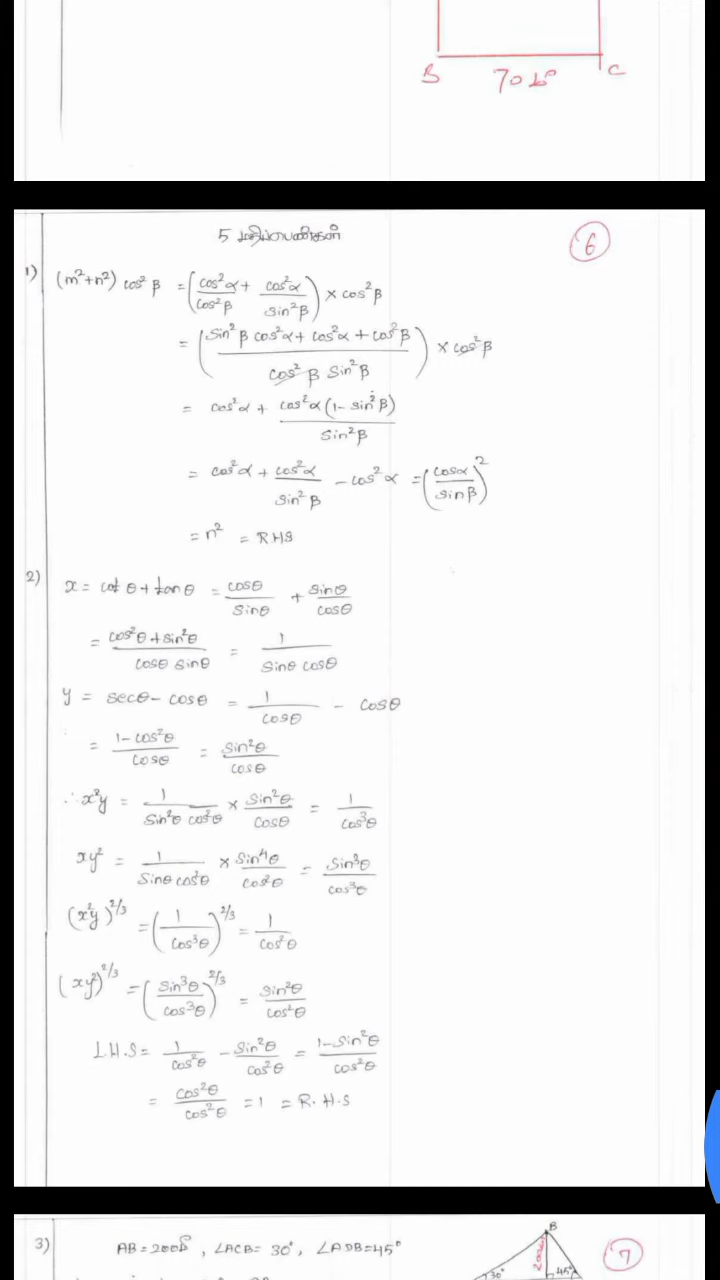 B 70 மீ C
5 மதிப்பெண்கள்
6
1) (m²+n²) cos²β = (cos²α/cos²β + cos²α/sin²β) × cos²β
= (Sin²β cos²α + cos²α + cos²β / cos²β Sin²β) × cos²β
= cos²α + cos²α(1- sin²β) / Sin²β
= cos²α + cos²α/sin²β - cos²α = (cosα/sinβ)²
= n² = RHS
2) x = cot θ + tan θ = cosθ/sinθ + sinθ/cosθ
= cos²θ + sin²θ / cosθ sinθ = 1 / sinθ cosθ
y = secθ - cosθ = 1/cosθ - cosθ
= 1 - cos²θ / cosθ = sin²θ / cosθ
∴ x²y = 1 / Sin²θ cos²θ × Sin²θ / cosθ = 1 / cos³θ
xy² = 1 / Sinθ cosθ × Sin⁴θ / cos²θ = Sin³θ / cos³θ
(x²y)^2/3 = (1 / cos³θ)^2/3 = 1 / cos²θ
(xy²)^2/3 = (sin³θ / cos³θ)^2/3 = sin²θ / cos²θ
L.H.S = 1/cos²θ - Sin²θ/cos²θ = 1-Sin²θ / cos²θ
= cos²θ / cos²θ = 1 = R.H.S
3) AB = 200மீ, ∠ACB = 30°, ∠ADB = 45°
B
7
200மீ
30° 45°